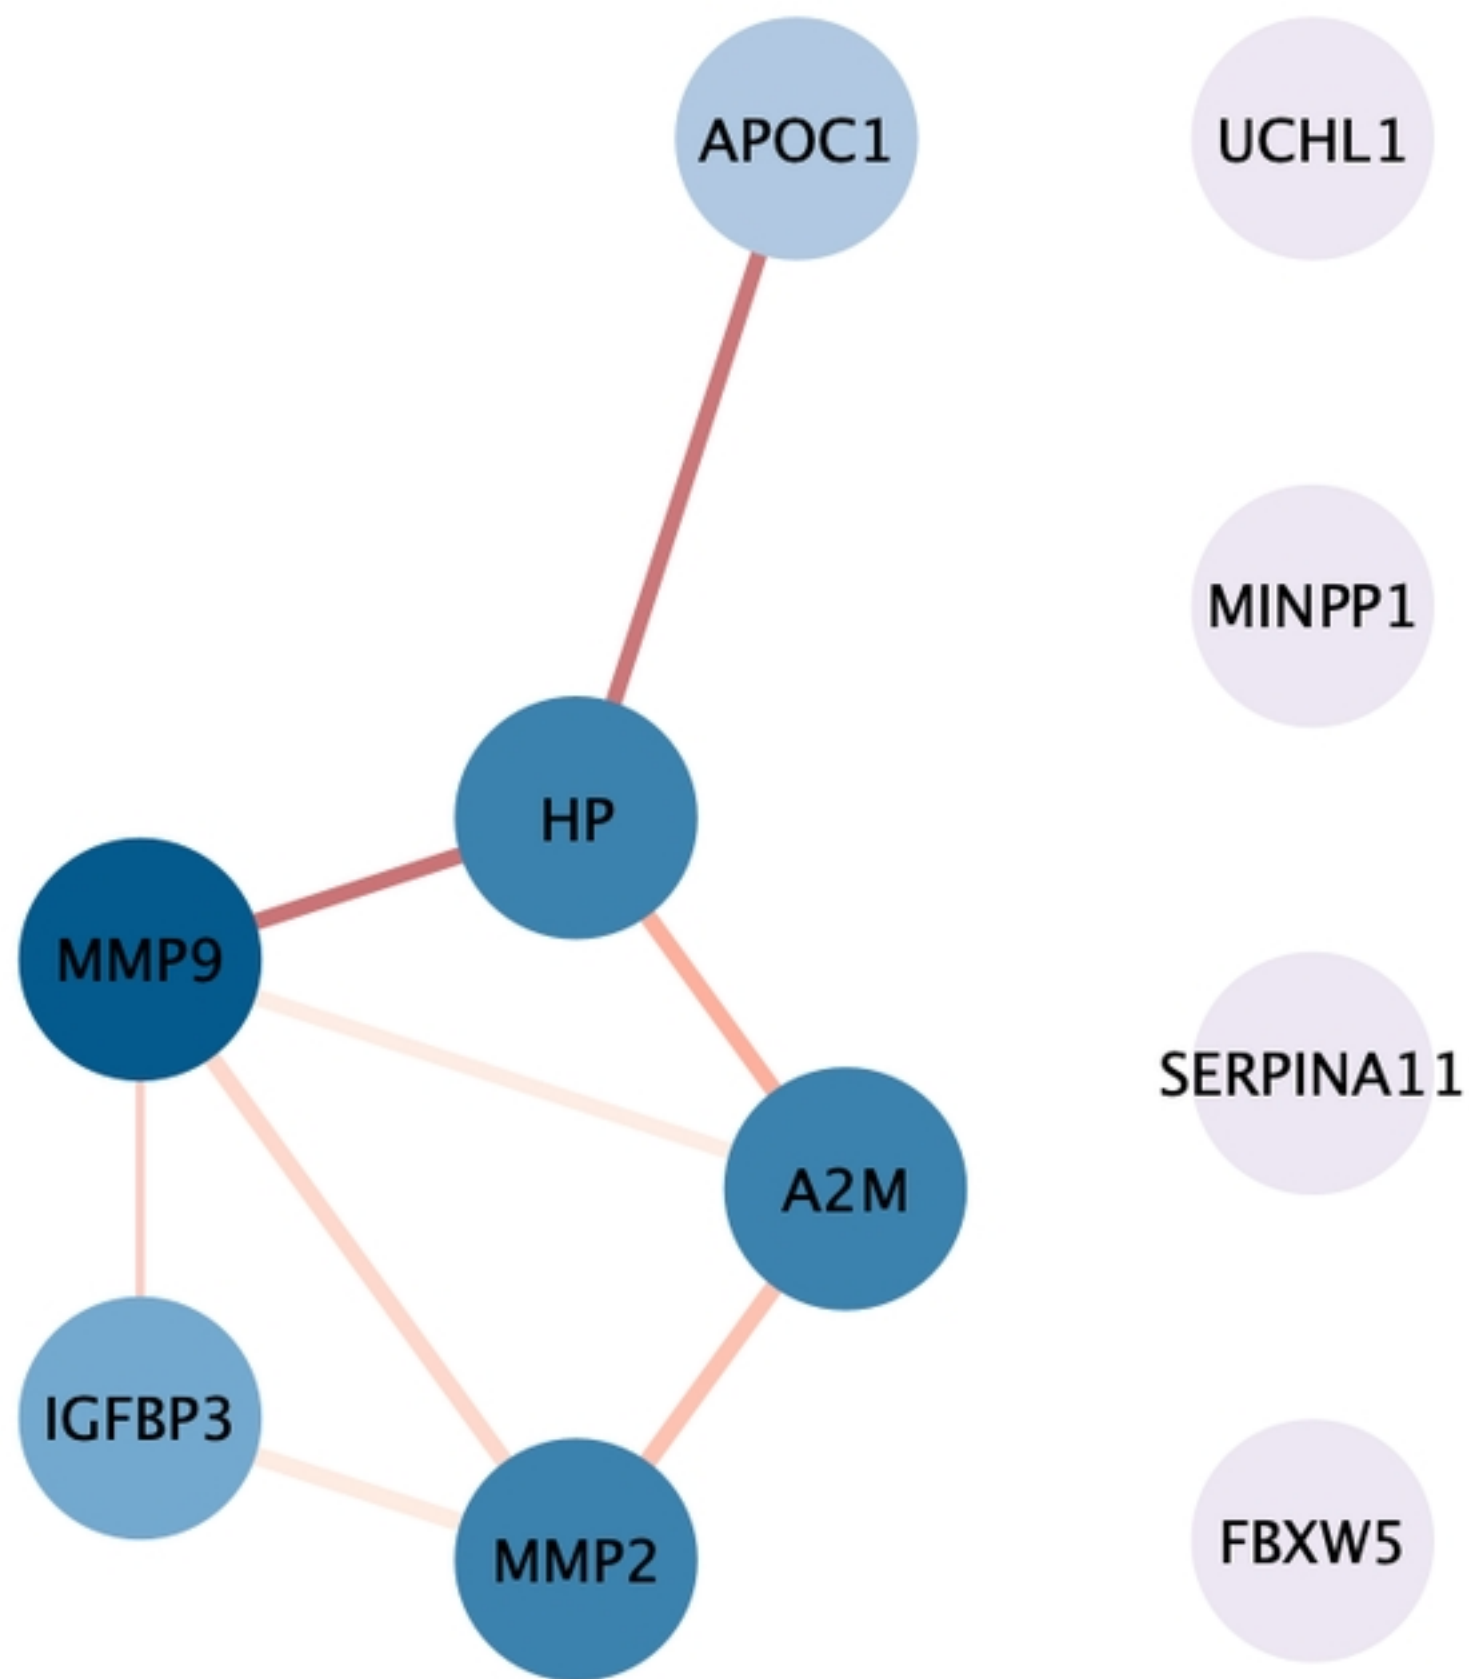 APOC1
UCHL1
MINPP1
HP
MMP9
SERPINA11
A2M
IGFBP3
FBXW5
MMP2